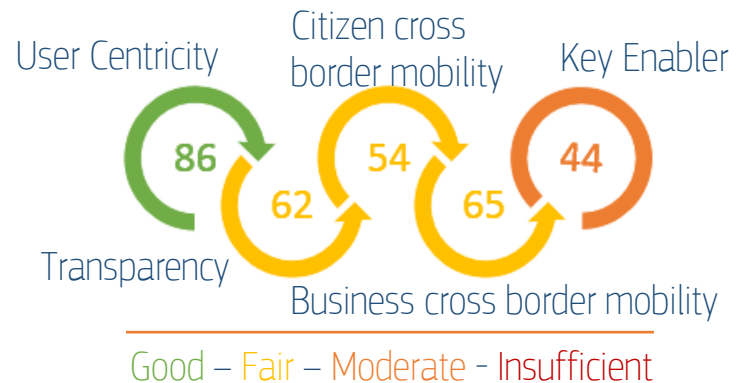 User Centricity
Citizen cross
border mobility
Key Enabler
86
62
54
65
44
Transparency
Business cross border mobility
Good – Fair – Moderate - Insufficient